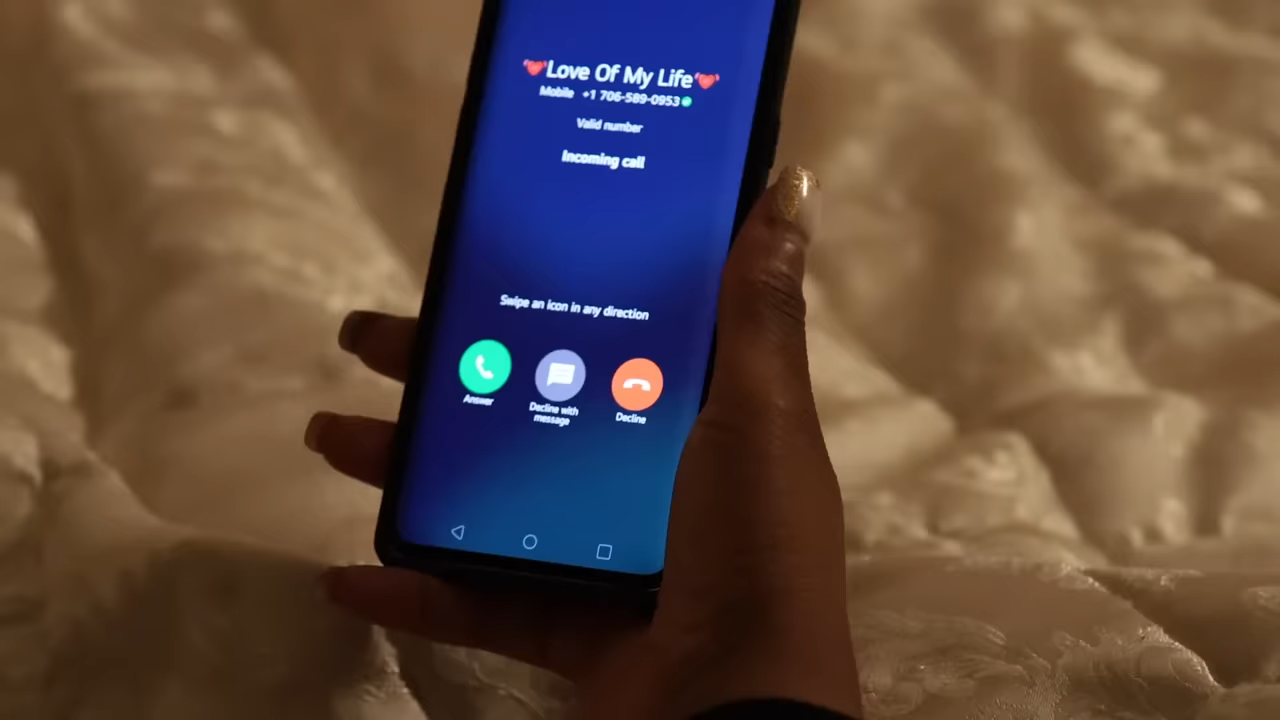 💓Love Of My Life💓
Mobile +1 706-589-0953
Valid number
Incoming call
Swipe an icon in any direction
Answer
Decline with
message
Decline